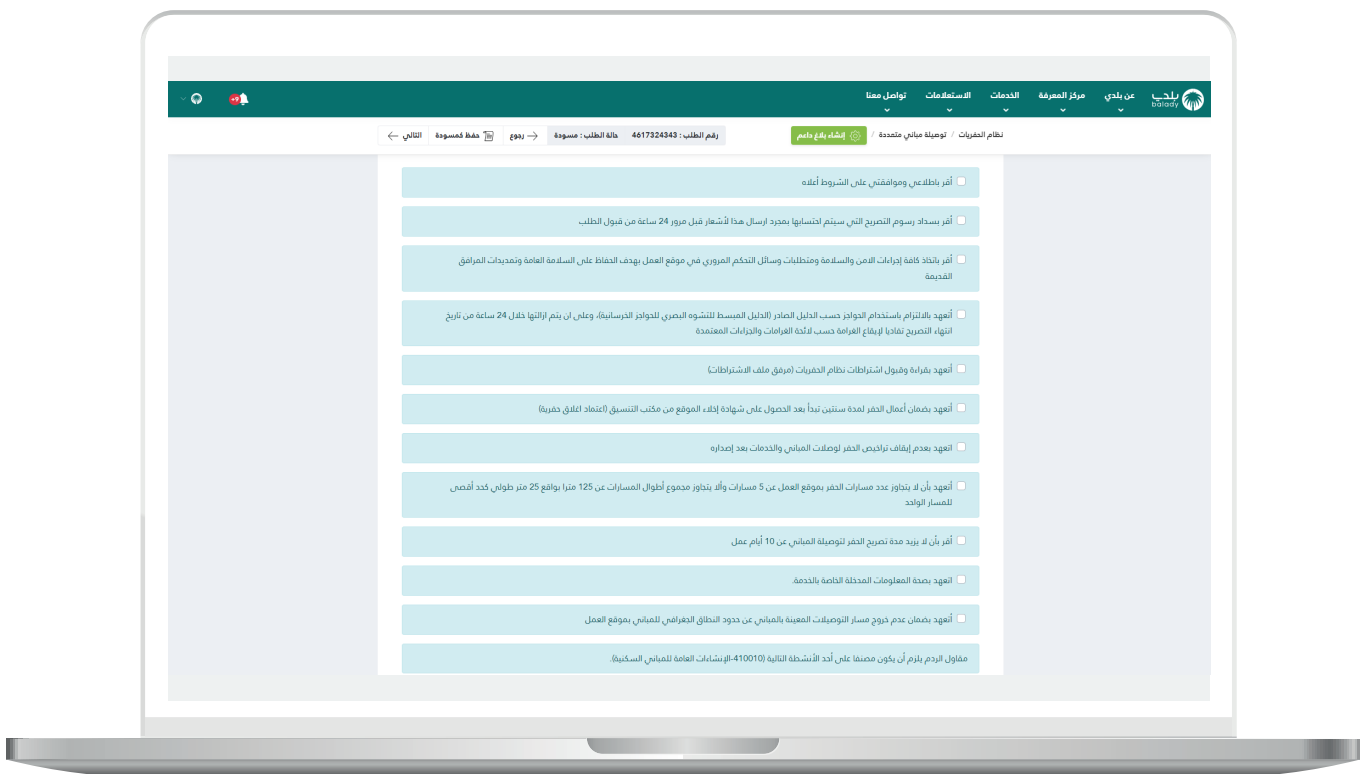 بلدي
balady
عن بلدي
مركز المعرفة
الخدمات
الاستعلامات
تواصل معنا
+9
نظام الحفريات / توصيلة مباني متعددة /
إنشاء بلاغ داعم
رقم الطلب : 4617324343
حالة الطلب : مسودة
رجوع
حفظ كمسودة
التالي
أقر باطلاعي وموافقتي على الشروط أعلاه
أقر بسداد رسوم التصريح التي سيتم احتسابها بمجرد ارسال هذا لأشعار قبل مرور 24 ساعة من قبول الطلب
أقر باتخاذ كافة إجراءات الامن والسلامة ومتطلبات وسائل التحكم المروري في موقع العمل بهدف الحفاظ على السلامة العامة وتمديدات المرافق
القديمة
أتعهد بالالتزام باستخدام الحواجز حسب الدليل الصادر (الدليل المبسط للتشوه البصري للحواجز الخرسانية)، وعلى ان يتم ازالتها خلال 24 ساعة من تاريخ
انتهاء التصريح تفاديا لإيقاع الغرامة حسب لائحة الغرامات والجزاءات المعتمدة
أتعهد بقراءة وقبول اشتراطات نظام الحفريات (مرفق ملف الاشتراطات)
أتعهد بضمان أعمال الحفر لمدة سنتين تبدأ بعد الحصول على شهادة إخلاء الموقع من مكتب التنسيق (اعتماد اغلاق حفرية)
اتعهد بعدم إيقاف تراخيص الحفر لوصلات المباني والخدمات بعد إصداره
أتعهد بأن لا يتجاوز عدد مسارات الحفر بموقع العمل عن 5 مسارات وألا يتجاوز مجموع أطوال المسارات عن 125 مترا بواقع 25 متر طولي كحد أقصى
للمسار الواحد
أقر بأن لا يزيد مدة تصريح الحفر لتوصيلة المباني عن 10 أيام عمل
اتعهد بصحة المعلومات المدخلة الخاصة بالخدمة.
أتعهد بضمان عدم خروج مسار التوصيلات المعينة بالمباني عن حدود النطاق الجغرافي للمباني بموقع العمل
مقاول الردم يلزم أن يكون مصنفا على أحد الأنشطة التالية (410010-الإنشاءات العامة للمباني السكنية).